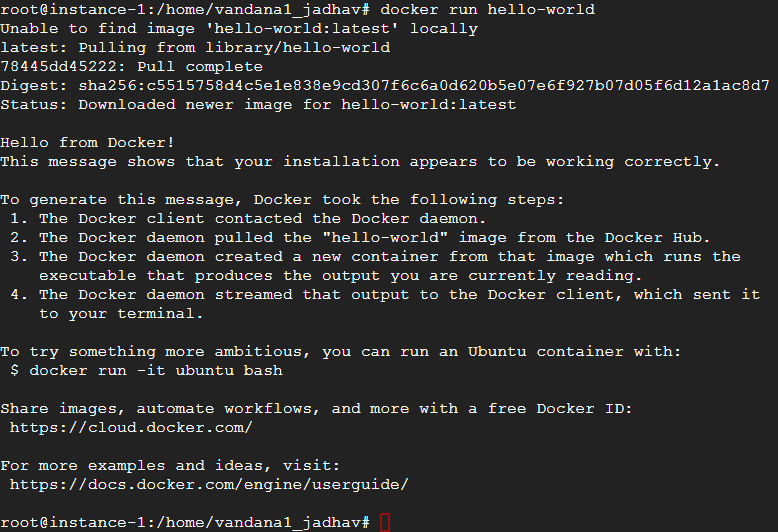 root@instance-1:/home/vandana1_jadhav# docker run hello-world
Unable to find image 'hello-world:latest' locally
latest: Pulling from library/hello-world
78445dd45222: Pull complete
Digest: sha256:c5515758d4c5e1e838e9cd307f6c6a0d620b5e07e6f927b07d05f6d12a1ac8d7
Status: Downloaded newer image for hello-world:latest

Hello from Docker!
This message shows that your installation appears to be working correctly.

To generate this message, Docker took the following steps:
 1. The Docker client contacted the Docker daemon.
 2. The Docker daemon pulled the "hello-world" image from the Docker Hub.
 3. The Docker daemon created a new container from that image which runs the
    executable that produces the output you are currently reading.
 4. The Docker daemon streamed that output to the Docker client, which sent it
    to your terminal.

To try something more ambitious, you can run an Ubuntu container with:
 $ docker run -it ubuntu bash

Share images, automate workflows, and more with a free Docker ID:
 https://cloud.docker.com/

For more examples and ideas, visit:
 https://docs.docker.com/engine/userguide/

root@instance-1:/home/vandana1_jadhav#